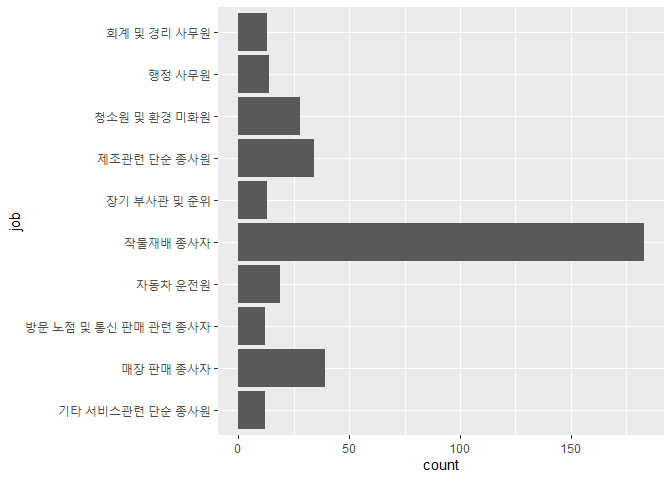 회계 및 경리 사무원
행정 사무원
청소원 및 환경 미화원
제조관련 단순 종사원
장기 부사관 및 준위
작물재배 종사자
자동차 운전원
방문 노점 및 통신 판매 관련 종사자
매장 판매 종사자
기타 서비스관련 단순 종사원
job
0 50 100 150
count